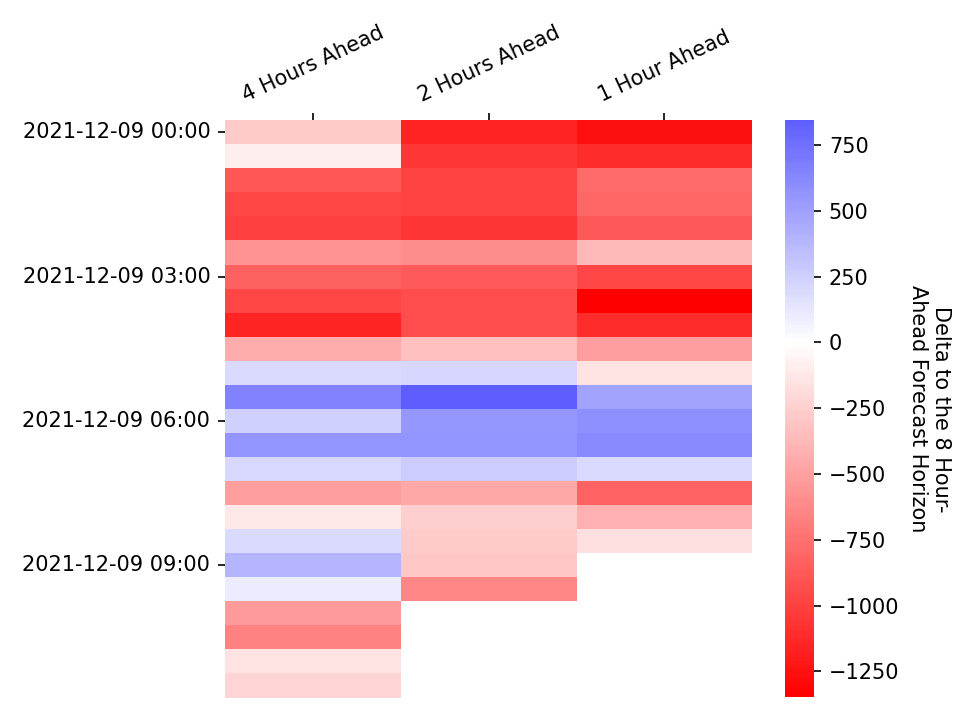 4 Hours Ahead
2 Hours Ahead
1 Hour Ahead
2021-12-09 00:00
2021-12-09 03:00
2021-12-09 06:00
2021-12-09 09:00
750
500
250
0
−250
−500
−750
−1000
−1250
Delta to the 8 Hour-
Ahead Forecast Horizon